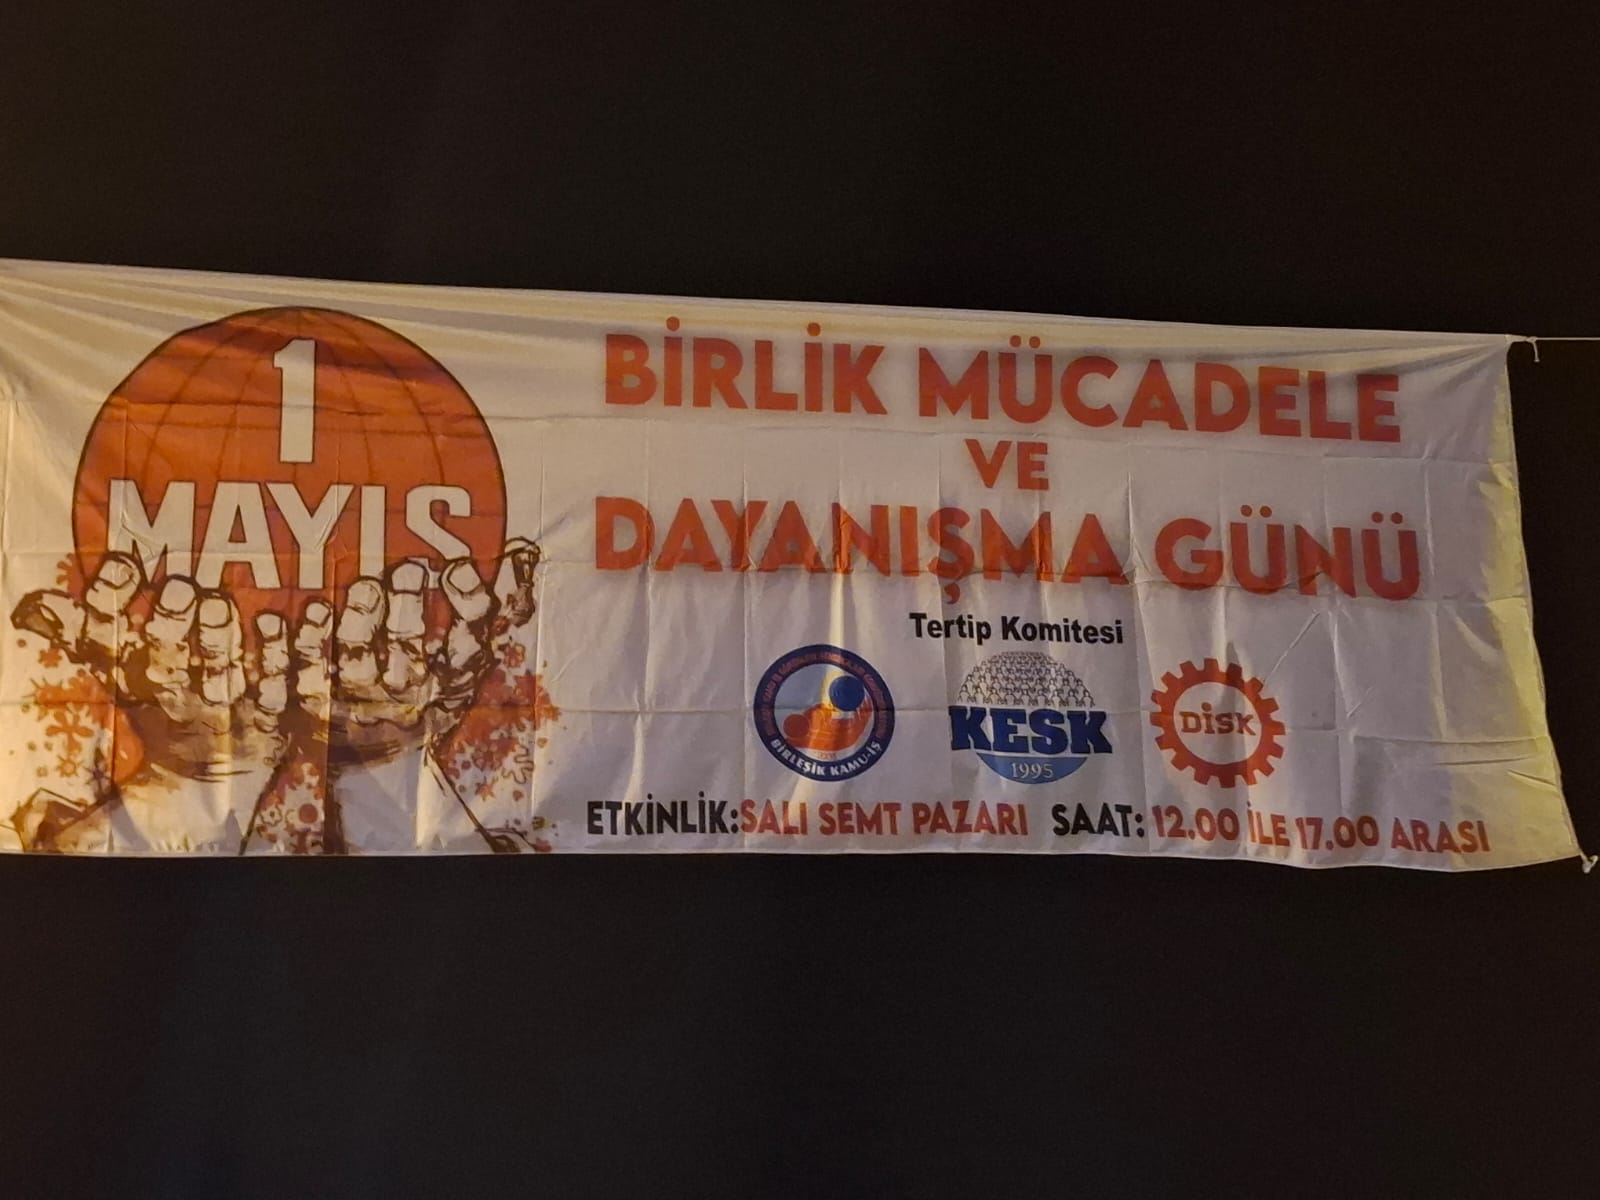 1
MAYIS
BİRLİK MÜCADELE
VE
DAYANIŞMA GÜNÜ
Tertip Komitesi
BİRLEŞİK KAMU-İŞ
KESK
1995
DİSK
ETKİNLİK:SALI SEMT PAZARI SAAT: 12.00 İLE 17.00 ARASI